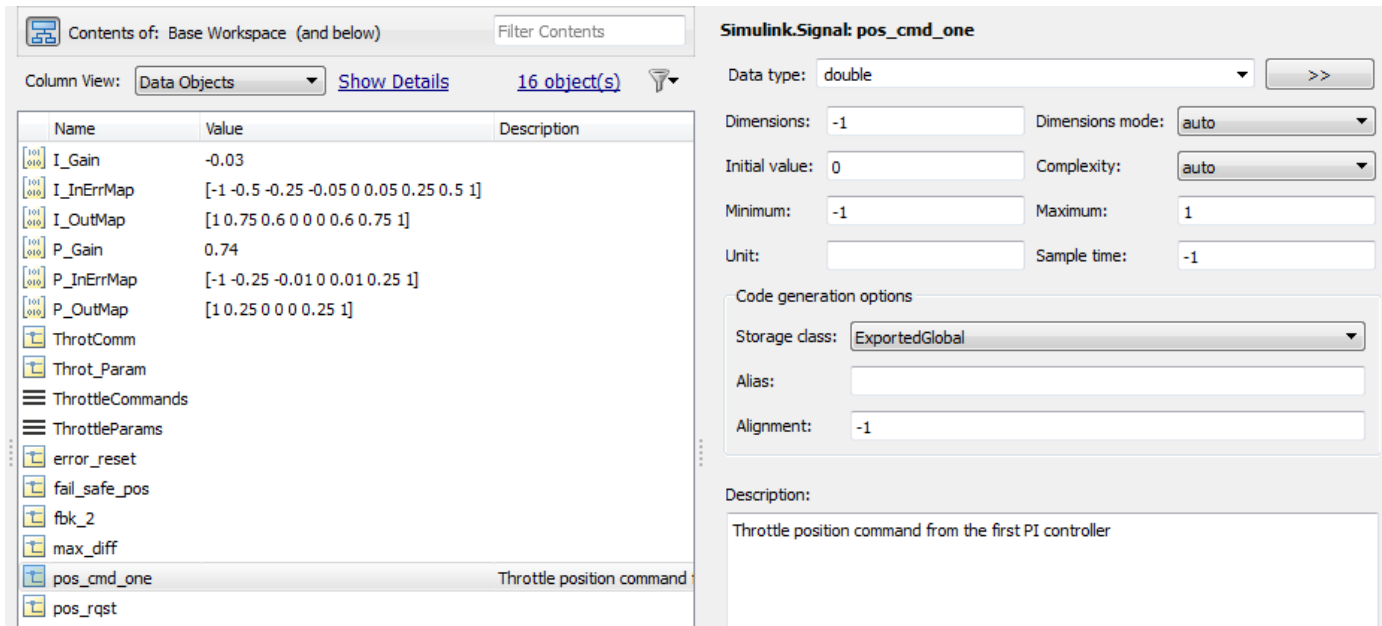 Contents of: Base Workspace (and below) Filter Contents
Column View: Data Objects Show Details 16 object(s)
Name Value Description
I_Gain -0.03
I_InErrMap [-1 -0.5 -0.25 -0.05 0 0.05 0.25 0.5 1]
I_OutMap [1 0.75 0.6 0 0 0 0.6 0.75 1]
P_Gain 0.74
P_InErrMap [-1 -0.25 -0.01 0 0.01 0.25 1]
P_OutMap [1 0.25 0 0 0 0.25 1]
ThrotComm
Throt_Param
ThrottleCommands
ThrottleParams
error_reset
fail_safe_pos
fbk_2
max_diff
pos_cmd_one Throttle position command
pos_rqst
Simulink.Signal: pos_cmd_one
Data type: double >>
Dimensions: -1 Dimensions mode: auto
Initial value: 0 Complexity: auto
Minimum: -1 Maximum: 1
Unit: Sample time: -1
Code generation options
Storage class: ExportedGlobal
Alias:
Alignment: -1
Description:
Throttle position command from the first PI controller